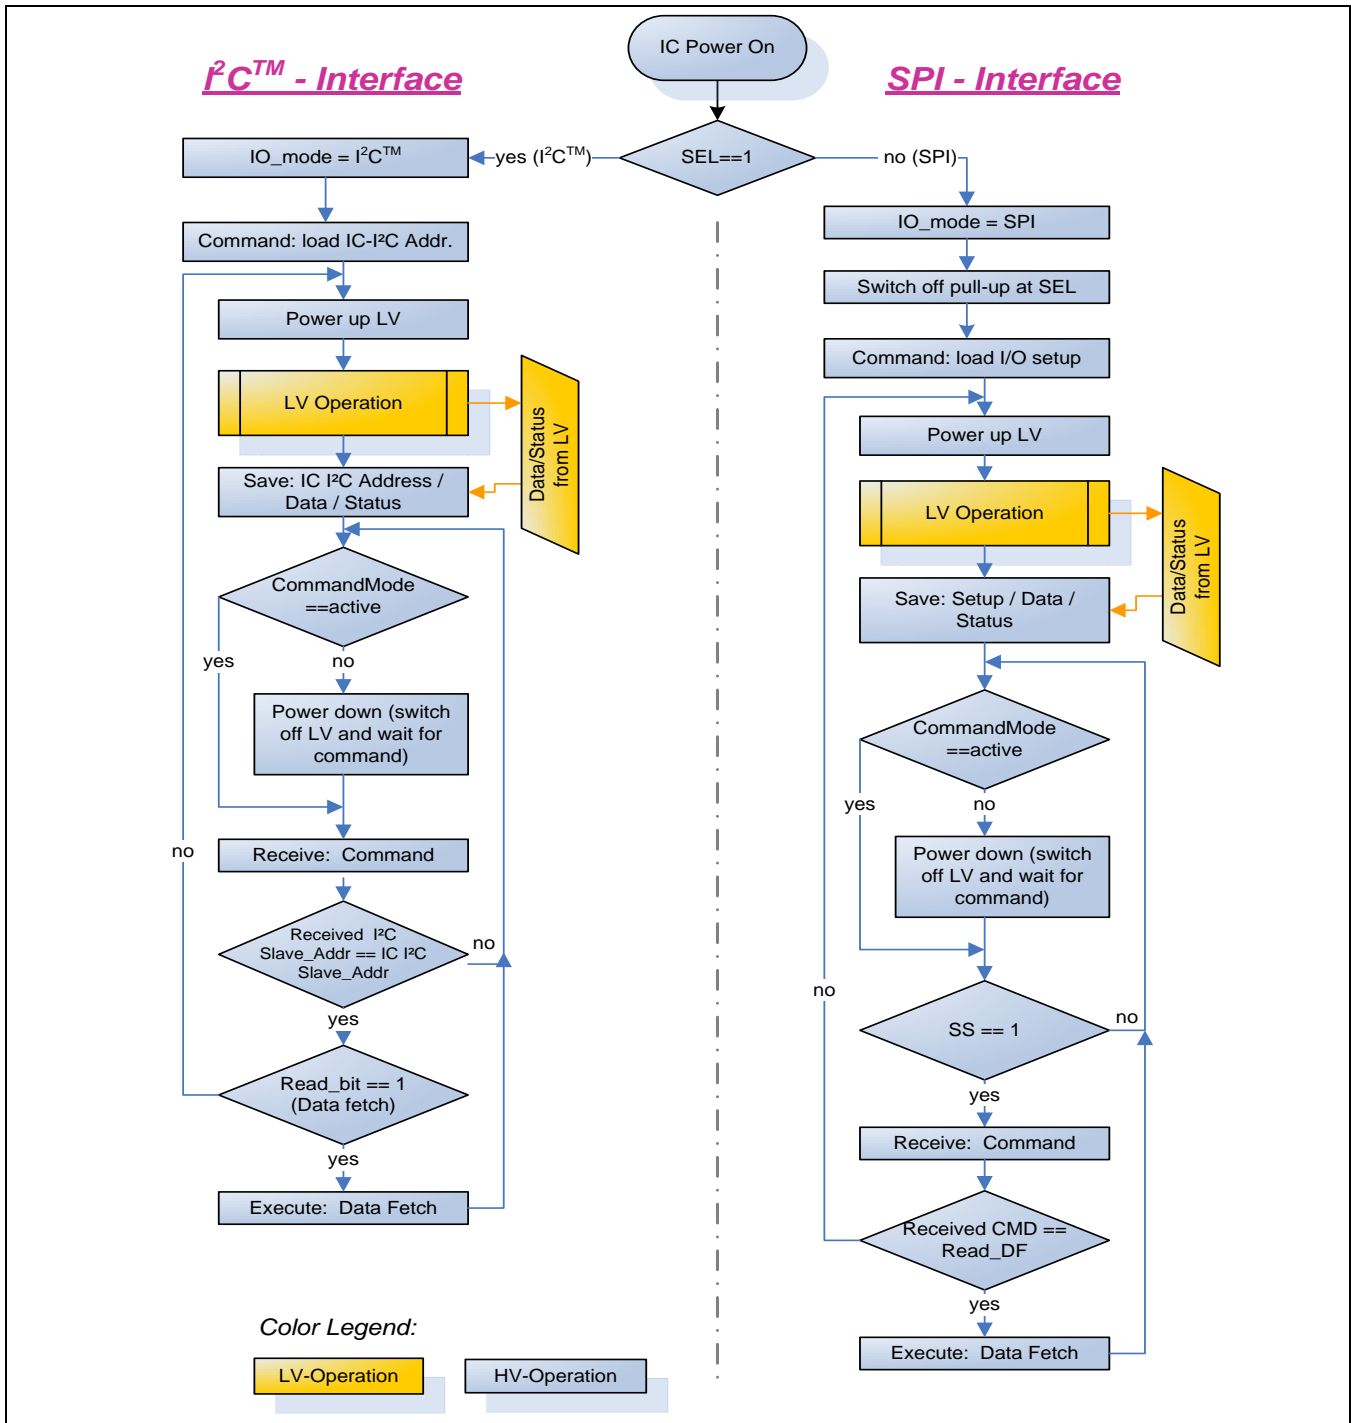 IC Power On
I²C™ - Interface
SPI - Interface
SEL==1
yes (I²C™)
no (SPI)
IO_mode = I²C™
Command: load IC-I²C Addr.
Power up LV
LV Operation
Data/Status
from LV
Save: IC I²C Address /
Data / Status
CommandMode
==active
yes
no
Power down (switch
off LV and wait for
command)
no
Receive: Command
Received I²C
Slave_Addr == IC I²C
Slave_Addr
no
yes
Read_bit == 1
(Data fetch)
yes
Execute: Data Fetch
IO_mode = SPI
Switch off pull-up at SEL
Command: load I/O setup
Power up LV
LV Operation
Data/Status
from LV
Save: Setup / Data /
Status
CommandMode
==active
yes
no
Power down (switch
off LV and wait for
command)
no
SS == 1
no
yes
Receive: Command
Received CMD ==
Read_DF
yes
Execute: Data Fetch
Color Legend:
LV-Operation
HV-Operation